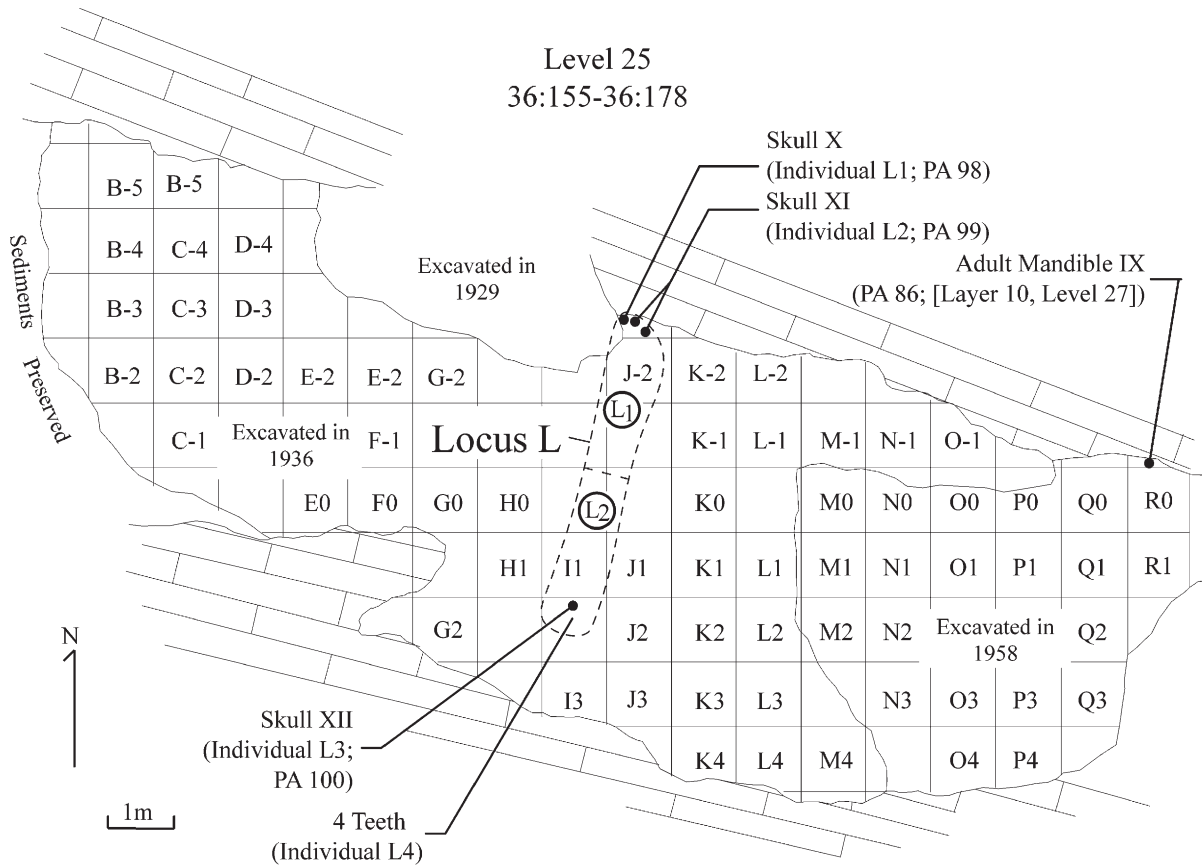 Level 25
36:155-36:178
Skull X
(Individual L1; PA 98)
Skull XI
(Individual L2; PA 99)
Adult Mandible IX
(PA 86; [Layer 10, Level 27])
Excavated in
1929
Sediments Preserved
B-5 B-5
B-4 C-4 D-4
B-3 C-3 D-3
B-2 C-2 D-2 E-2 E-2 G-2 J-2 K-2 L-2
L1
C-1 Excavated in
1936
F-1 Locus L K-1 L-1 M-1 N-1 O-1
E0 F0 G0 H0 L2 K0 M0 N0 O0 P0 Q0 R0
H1 I1 J1 K1 L1 M1 N1 O1 P1 Q1 R1
G2 J2 K2 L2 M2 N2 Excavated in
1958
Q2
I3 J3 K3 L3 N3 O3 P3 Q3
K4 L4 M4 O4 P4
N
1m
Skull XII
(Individual L3;
PA 100)
4 Teeth
(Individual L4)